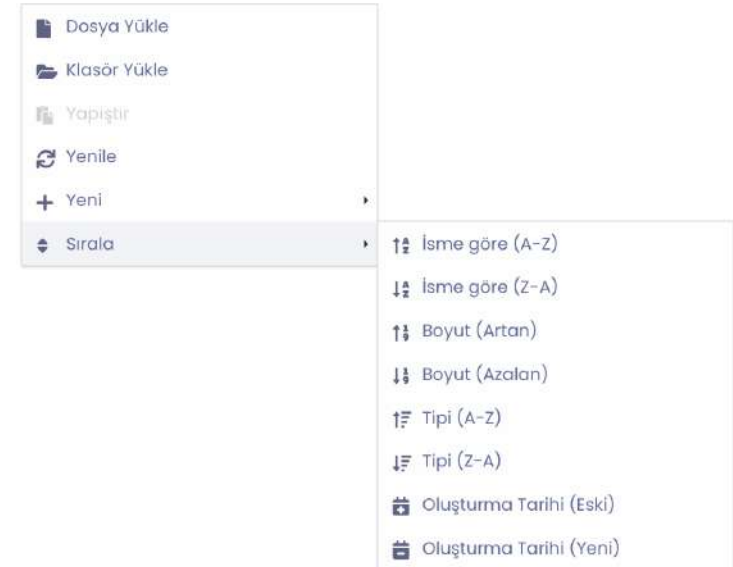 Dosya Yükle
Klasör Yükle
Yapıştır
Yenile
Yeni
Sırala
İsme göre (A-Z)
İsme göre (Z-A)
Boyut (Artan)
Boyut (Azalan)
Tipi (A-Z)
Tipi (Z-A)
Oluşturma Tarihi (Eski)
Oluşturma Tarihi (Yeni)